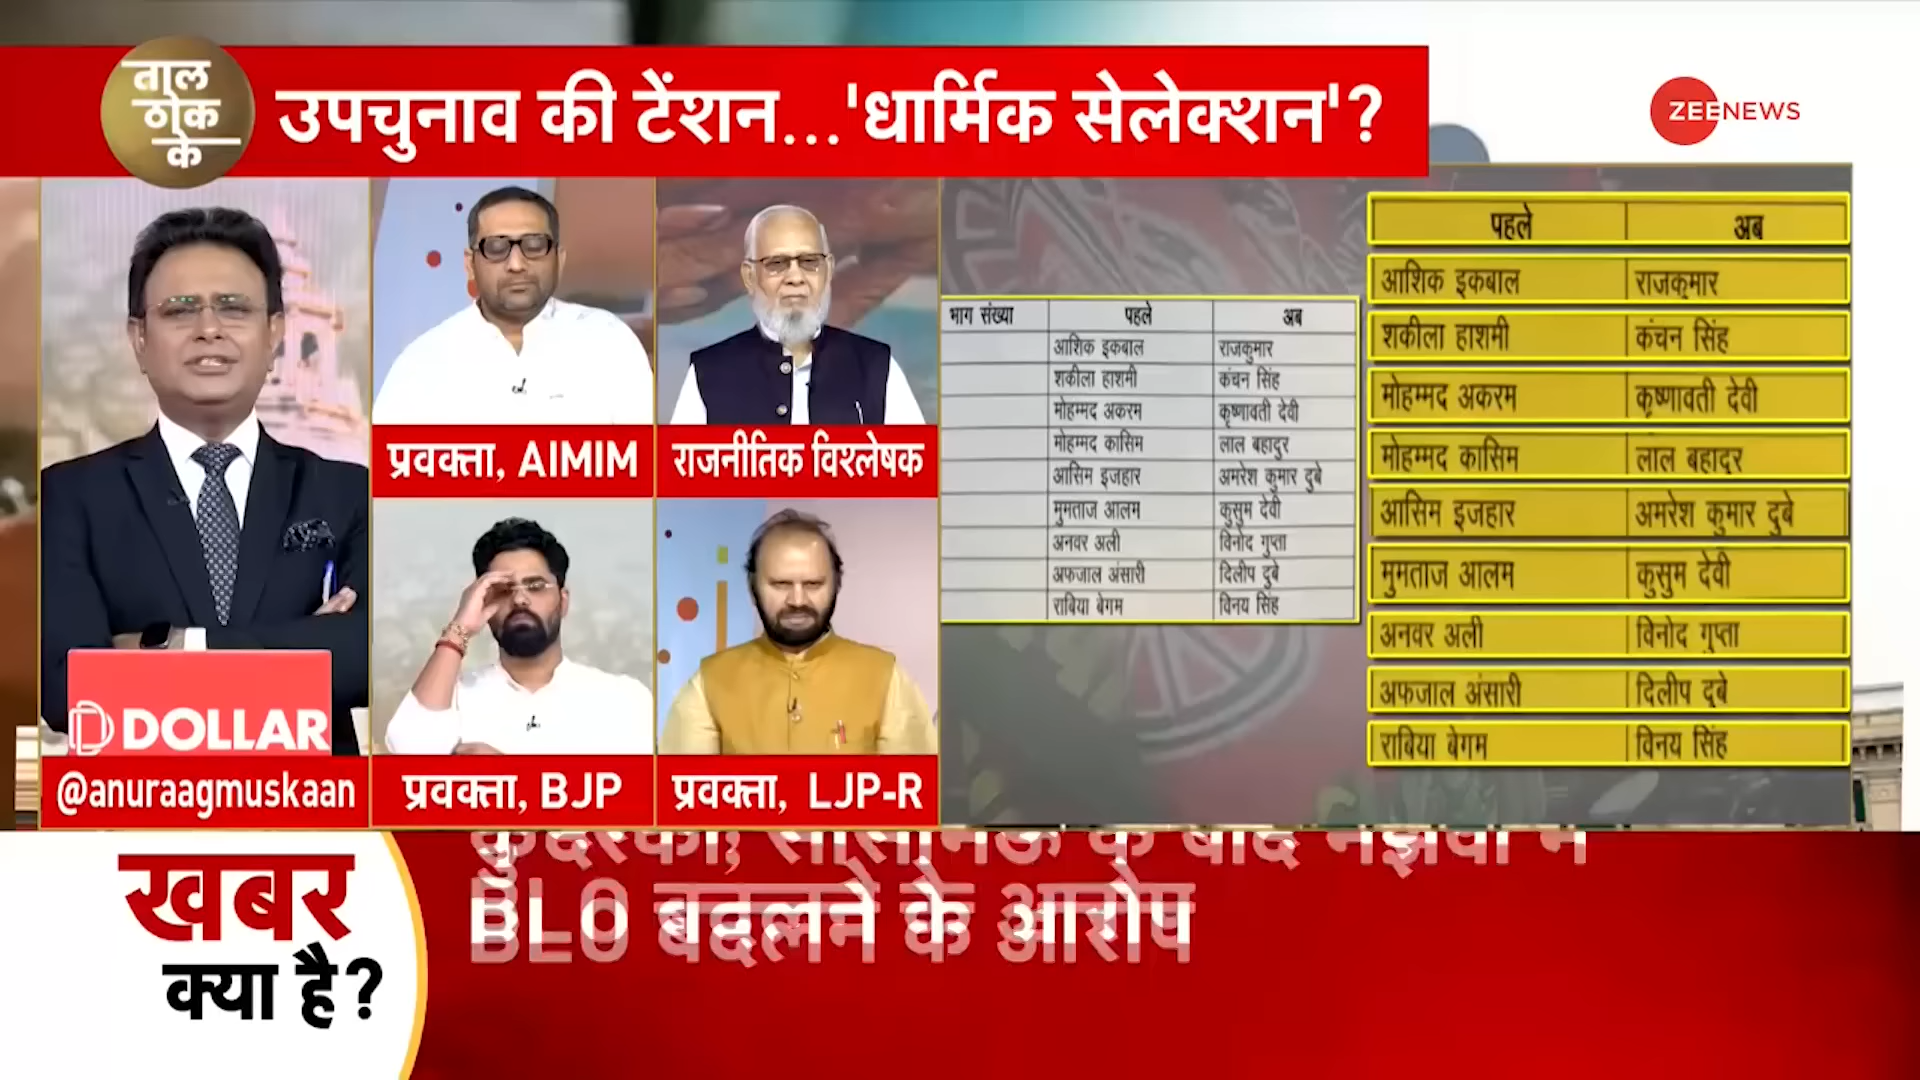 ताल
ठोक
के
उपचुनाव की टेंशन...'धार्मिक सेलेक्शन'?
ZEENEWS
प्रवक्ता, AIMIM
राजनीतिक विश्लेषक
DOLLAR
@anuraagmuskaan
प्रवक्ता, BJP
प्रवक्ता, LJP-R
भाग संख्या पहले अब
आशिक इकबाल राजकुमार
शकीला हाशमी कंचन सिंह
मोहम्मद अकरम कृष्णावती देवी
मोहम्मद कासिम लाल बहादुर
आसिम इजहार अमरेश कुमार दुबे
मुमताज आलम कुसुम देवी
अनवर अली विनोद गुप्ता
अफजाल अंसारी दिलीप दुबे
राबिया बेगम विनय सिंह
पहले अब
आशिक इकबाल राजकुमार
शकीला हाशमी कंचन सिंह
मोहम्मद अकरम कृष्णावती देवी
मोहम्मद कासिम लाल बहादुर
आसिम इजहार अमरेश कुमार दुबे
मुमताज आलम कुसुम देवी
अनवर अली विनोद गुप्ता
अफजाल अंसारी दिलीप दुबे
राबिया बेगम विनय सिंह
खबर
क्या है?
के बाद
BLO बदलने के आरोप